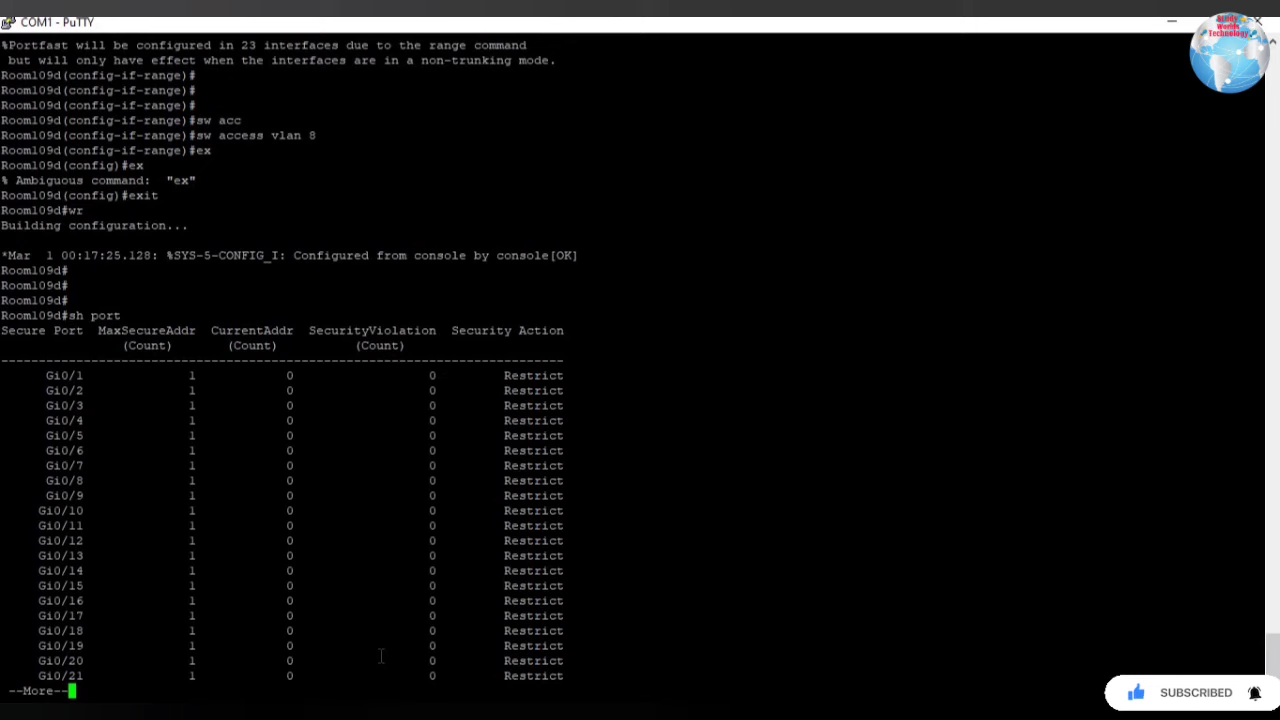 COM1 - PuTTY
Study
World
Technology
%Portfast will be configured in 23 interfaces due to the range command
but will only have effect when the interfaces are in a non-trunking mode.
Room109d(config-if-range)#
Room109d(config-if-range)#
Room109d(config-if-range)#
Room109d(config-if-range)#sw acc
Room109d(config-if-range)#sw access vlan 8
Room109d(config-if-range)#ex
Room109d(config)#ex
% Ambiguous command:  "ex"
Room109d(config)#exit
Room109d#wr
Building configuration...
*Mar  1 00:17:25.128: %SYS-5-CONFIG_I: Configured from console by console[OK]
Room109d#
Room109d#
Room109d#
Room109d#sh port
Secure Port  MaxSecureAddr  CurrentAddr  SecurityViolation  Security Action
(Count)  (Count)  (Count)
---------------------------------------------------------------------------
Gi0/1  1  0  0  Restrict
Gi0/2  1  0  0  Restrict
Gi0/3  1  0  0  Restrict
Gi0/4  1  0  0  Restrict
Gi0/5  1  0  0  Restrict
Gi0/6  1  0  0  Restrict
Gi0/7  1  0  0  Restrict
Gi0/8  1  0  0  Restrict
Gi0/9  1  0  0  Restrict
Gi0/10  1  0  0  Restrict
Gi0/11  1  0  0  Restrict
Gi0/12  1  0  0  Restrict
Gi0/13  1  0  0  Restrict
Gi0/14  1  0  0  Restrict
Gi0/15  1  0  0  Restrict
Gi0/16  1  0  0  Restrict
Gi0/17  1  0  0  Restrict
Gi0/18  1  0  0  Restrict
Gi0/19  1  0  0  Restrict
Gi0/20  1  0  0  Restrict
Gi0/21  1  0  0  Restrict
--More--
SUBSCRIBED